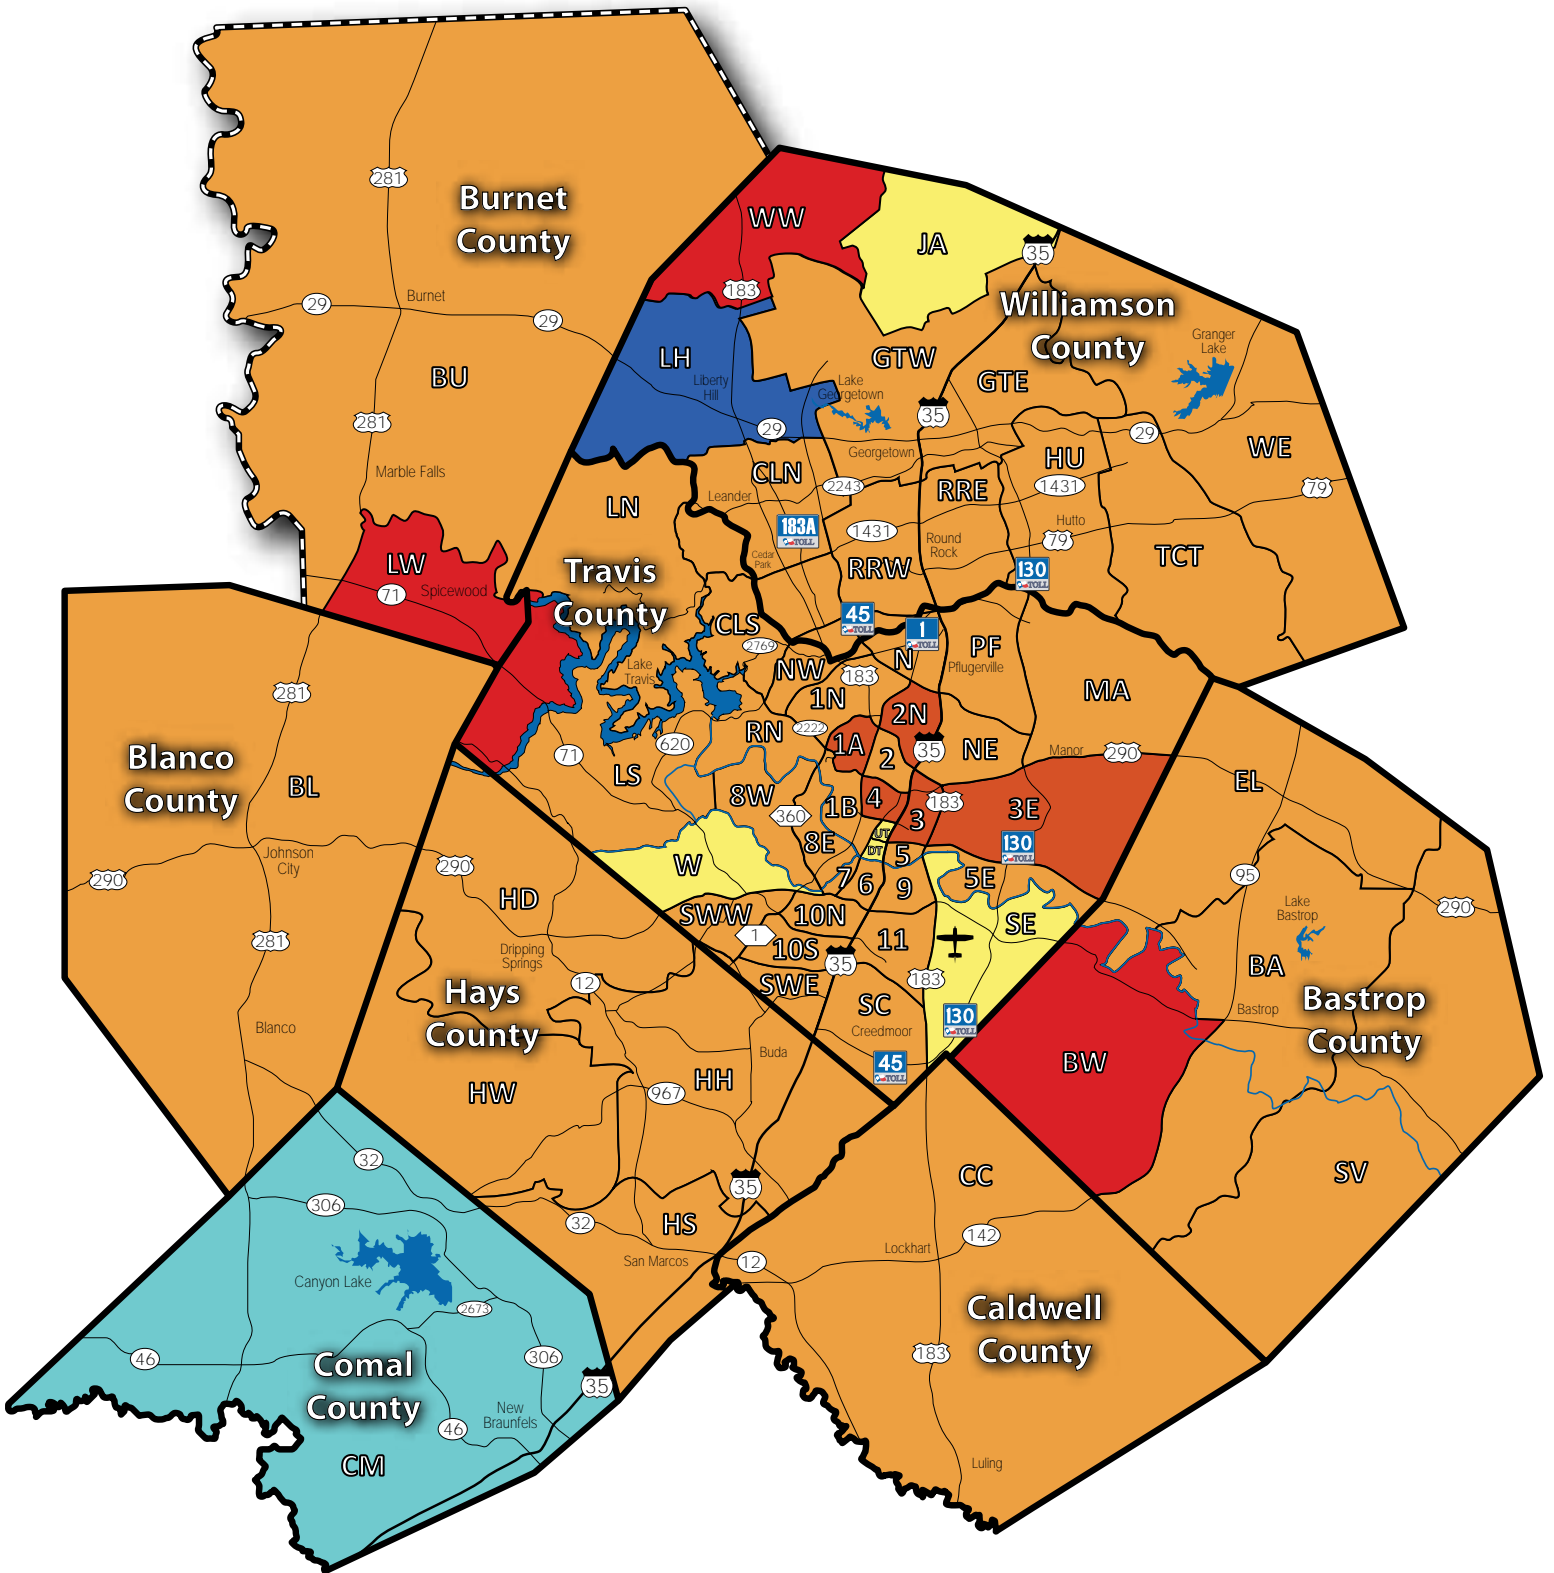 281
Burnet
County
WW
JA
35
183
Williamson
County
29
Burnet
29
Granger
Lake
LH
GTW
BU
Liberty
Hill
Lake
Georgetown
GTE
281
35
29
29
WE
Georgetown
Marble Falls
CLN
HU
2243
1431
79
RRE
Leander
LN
183A
TOLL
1431
Round
Rock
Hutto
79
Cedar
Park
TCT
LW
Travis
County
RRW
130
TOLL
71
Spicewood
45
TOLL
1
TOLL
CLS
2769
N
PF
Pflugerville
Lake
Travis
NW
183
281
1N
MA
2N
RN
2222
1A
35
NE
Manor
290
620
71
2
Blanco
County
BL
LS
EL
8W
1B
4
183
3E
360
3
UT
8E
DT
5
130
TOLL
Johnson
City
290
290
W
7
6
9
5E
95
HD
SWW
10N
SE
Lake
Bastrop
290
281
1
10S
11
Dripping
Springs
35
BA
12
SWE
183
Hays
County
SC
Bastrop
County
Bastrop
Blanco
Creedmoor
130
TOLL
Buda
45
TOLL
BW
HW
HH
967
32
CC
SV
35
306
HS
32
142
Lockhart
San Marcos
12
Canyon Lake
2673
Caldwell
County
46
Comal
County
306
183
35
New
Braunfels
46
CM
Luling